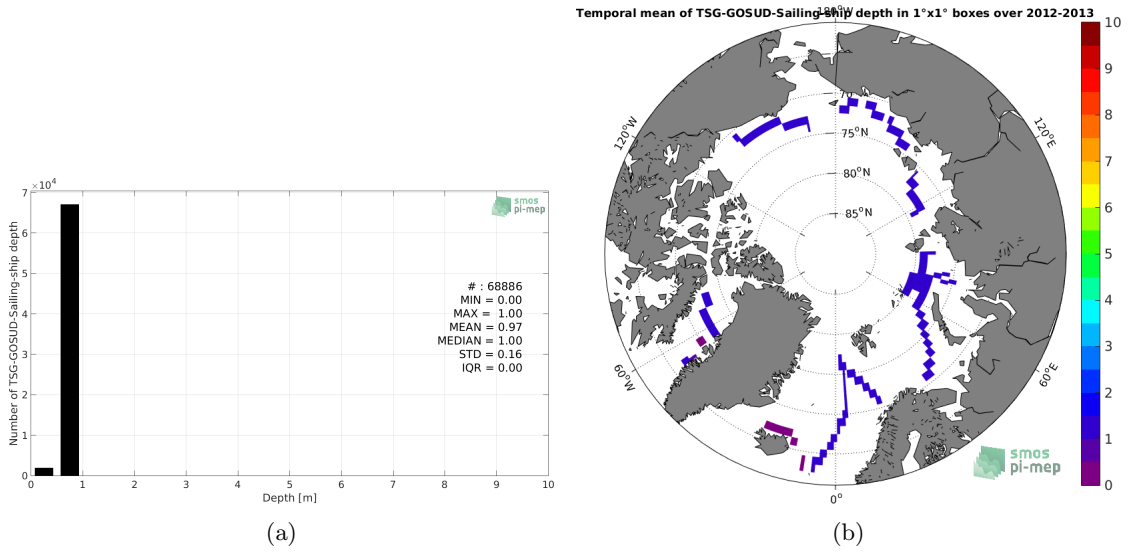 Temporal mean of TSG-GOSUD-Sailing-ship depth in 1°x1° boxes over 2012-2013
×10⁴
7
6
5
4
3
2
1
0
Number of TSG-GOSUD-Sailing-ship depth
smos
pi-mep
# : 68886
MIN = 0.00
MAX = 1.00
MEAN = 0.97
MEDIAN = 1.00
STD = 0.16
IQR = 0.00
0 1 2 3 4 5 6 7 8 9 10
Depth [m]
(a)
180°W
120°W
120°E
70
75°N
80°N
85°N
60°W
60°E
0°
smos
pi-mep
10
9
8
7
6
5
4
3
2
1
0
(b)